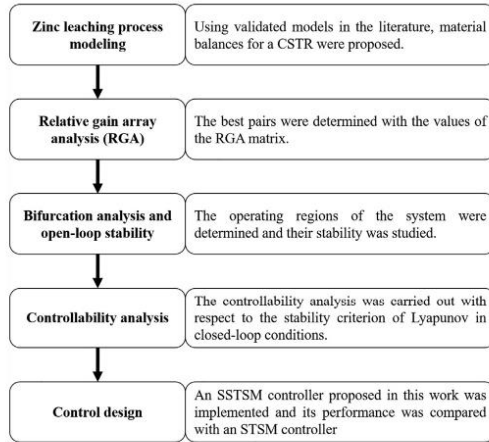 Zinc leaching process
modeling
Using validated models in the literature, material
balances for a CSTR were proposed.
Relative gain array
analysis (RGA)
The best pairs were determined with the values of
the RGA matrix.
Bifurcation analysis and
open-loop stability
The operating regions of the system were
determined and their stability was studied.
Controllability analysis
The controllability analysis was carried out with
respect to the stability criterion of Lyapunov in
closed-loop conditions.
Control design
An SSTSM controller proposed in this work was
implemented and its performance was compared
with an STSM controller